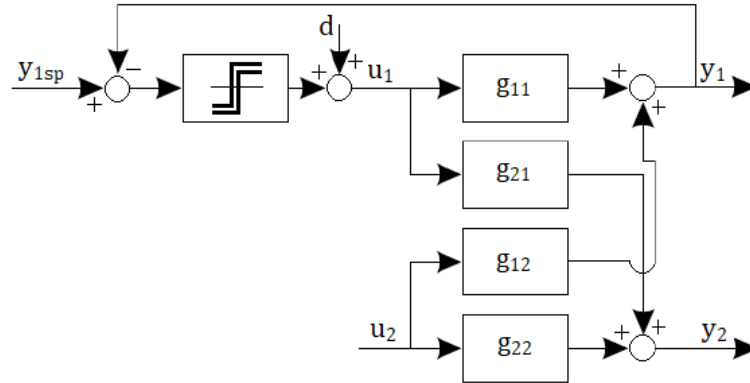 d
y1sp
−
+
+
+
u1
g11
+
+
y1
g21
g12
u2
g22
+
+
y2